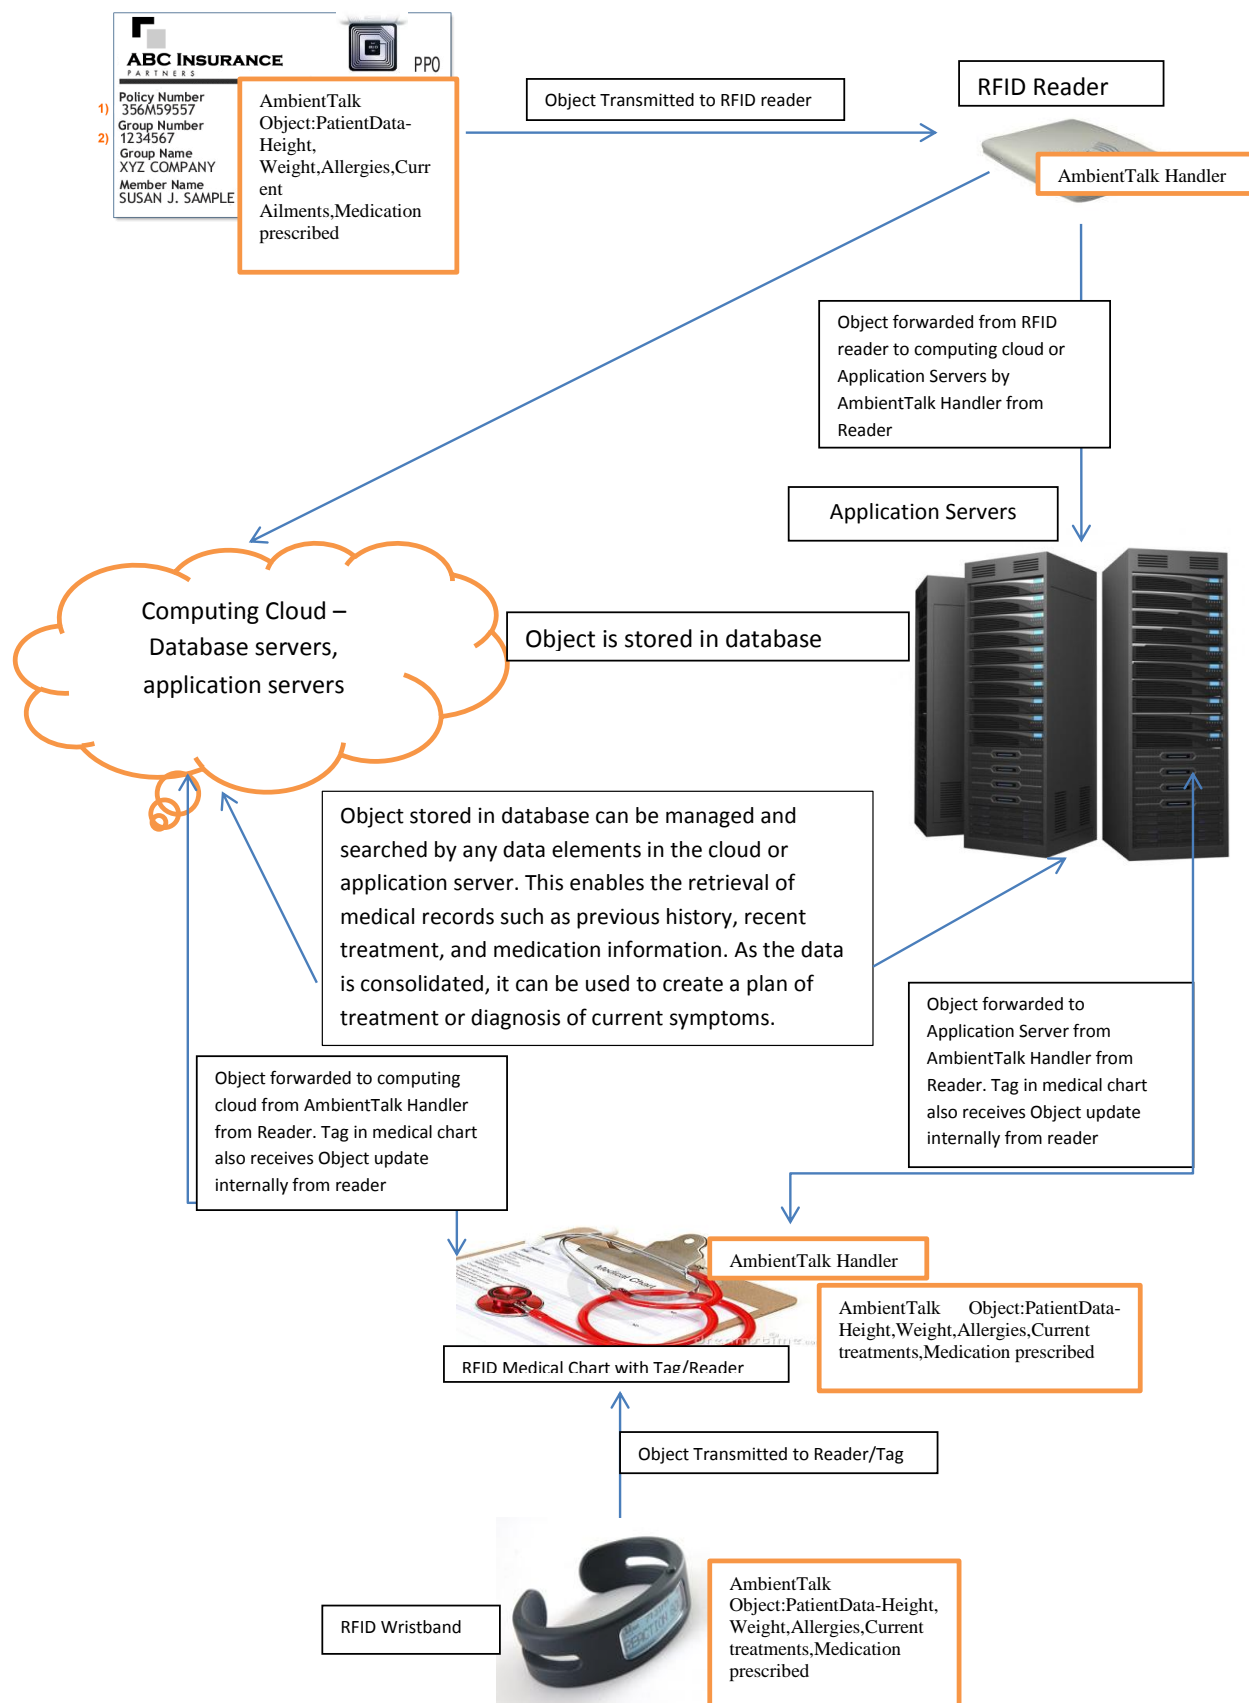 ABC INSURANCE
PARTNERS
PPO
1) Policy Number
356M59557
2) Group Number
1234567
Group Name
XYZ COMPANY
Member Name
SUSAN J. SAMPLE
AmbientTalk
Object:PatientData-
Height,
Weight,Allergies,Curr
ent
Ailments,Medication
prescribed
Object Transmitted to RFID reader
RFID Reader
AmbientTalk Handler
Object forwarded from RFID
reader to computing cloud or
Application Servers by
AmbientTalk Handler from
Reader
Application Servers
Computing Cloud –
Database servers,
application servers
Object is stored in database
Object stored in database can be managed and
searched by any data elements in the cloud or
application server. This enables the retrieval of
medical records such as previous history, recent
treatment, and medication information. As the data
is consolidated, it can be used to create a plan of
treatment or diagnosis of current symptoms.
Object forwarded to
Application Server from
AmbientTalk Handler from
Reader. Tag in medical chart
also receives Object update
internally from reader
Object forwarded to computing
cloud from AmbientTalk Handler
from Reader. Tag in medical chart
also receives Object update
internally from reader
Medical Chart
AmbientTalk Handler
AmbientTalk Object:PatientData-
Height,Weight,Allergies,Current
treatments,Medication prescribed
dreamstime
RFID Medical Chart with Tag/Reader
Object Transmitted to Reader/Tag
RFID Wristband
REACTION
AmbientTalk
Object:PatientData-Height,
Weight,Allergies,Current
treatments,Medication
prescribed